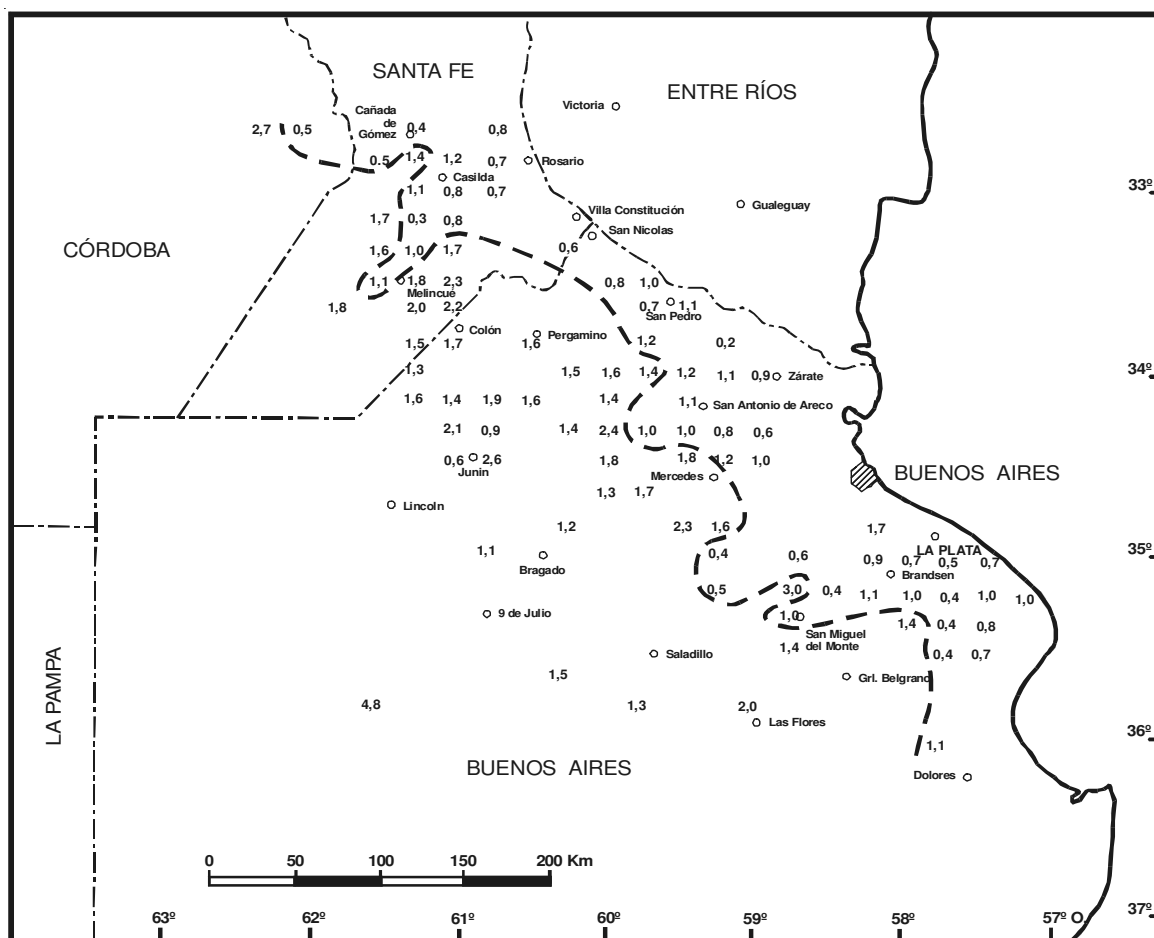 SANTA FE
ENTRE RÍOS
Victoria
Cañada
de
Gómez
2,7 0,5 0,4 0,8
0.5 1,4 1,2 0,7 Rosario
Casilda
1,1 0,8 0,7 33º
Gualeguay
Villa Constitución
1,7 0,3 0,8
San Nicolas
CÓRDOBA
1,6 1,0 1,7 0,6
1,1 1,8 2,3 0,8 1,0
Melincué
1,8 2,0 2,2 0,7 1,1
San Pedro
Colón
Pergamino
1,5 1,7 1,6 1,2 0,2
1,3 1,5 1,6 1,4 1,2 1,1 0,9 Zárate 34º
1,6 1,4 1,9 1,6 1,4 1,1 San Antonio de Areco
2,1 0,9 1,4 2,4 1,0 1,0 0,8 0,6
0,6 2,6 1,8 1,8 1,2 1,0
Junin
Mercedes
BUENOS AIRES
1,3 1,7
Lincoln
1,2 2,3 1,6 1,7
1,1 0,4 0,6 LA PLATA 35º
Bragado
0,9 0,7 0,5 0,7
Brandsen
0,5 3,0 0,4 1,1 1,0 0,4 1,0 1,0
9 de Julio
1,0 1,4 0,4 0,8
San Miguel
del Monte
1,4 0,4 0,7
Saladillo
1,5 Grl. Belgrano
4,8 1,3 2,0
Las Flores
LA PAMPA
36º
1,1
BUENOS AIRES
Dolores
0 50 100 150 200 Km
37º
63º 62º 61º 60º 59º 58º 57º O.